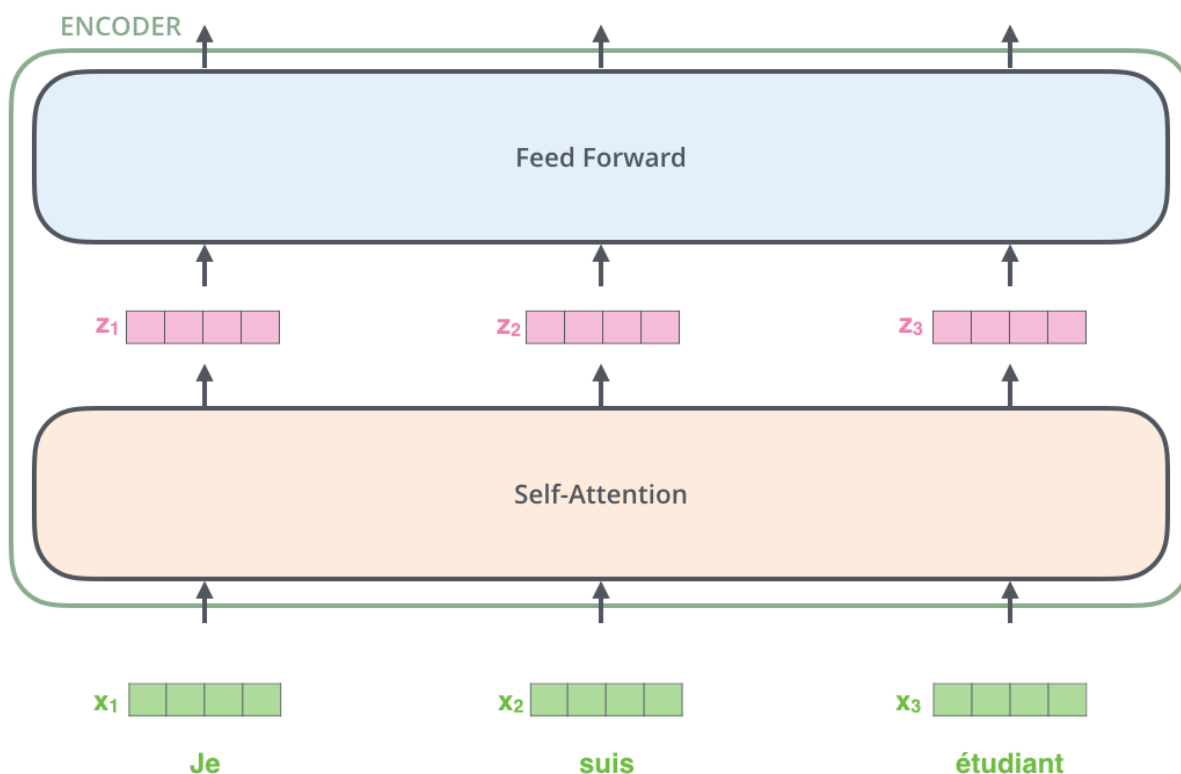 ENCODER
Feed Forward
z₁ z₂ z₃
Self-Attention
x₁ x₂ x₃
Je suis étudiant